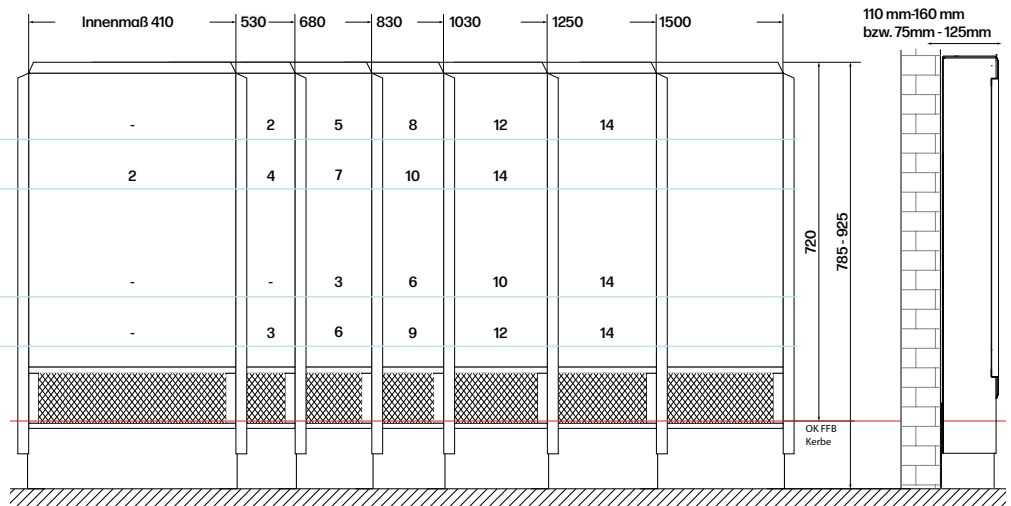 Innenmaß 410 530 680 830 1030 1250 1500
110 mm-160 mm
bzw. 75mm - 125mm
- 2 5 8 12 14
2 4 7 10 14
- - 3 6 10 14
- 3 6 9 12 14
720
785 - 925
OK FFB
Kerbe